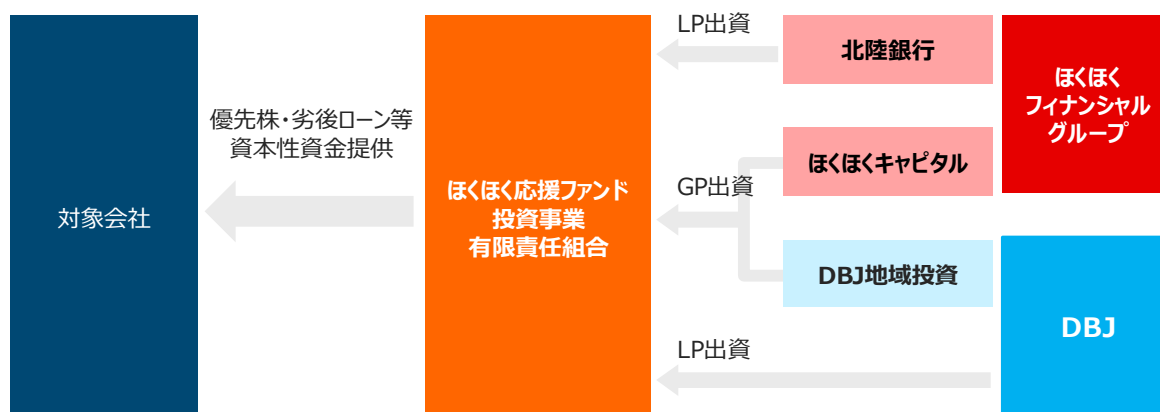 対象会社
優先株・劣後ローン等
資本性資金提供
ほくほく応援ファンド
投資事業
有限責任組合
LP出資
GP出資
LP出資
北陸銀行
ほくほくキャピタル
DBJ地域投資
ほくほく
フィナンシャル
グループ
DBJ